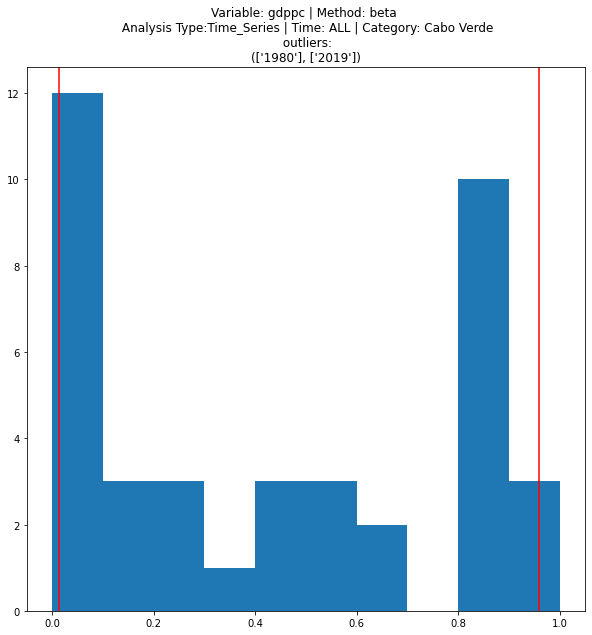 Variable: gdppc | Method: beta
Analysis Type:Time_Series | Time: ALL | Category: Cabo Verde
outliers:
(['1980'], ['2019'])
12
10
8
6
4
2
0
0.0 0.2 0.4 0.6 0.8 1.0